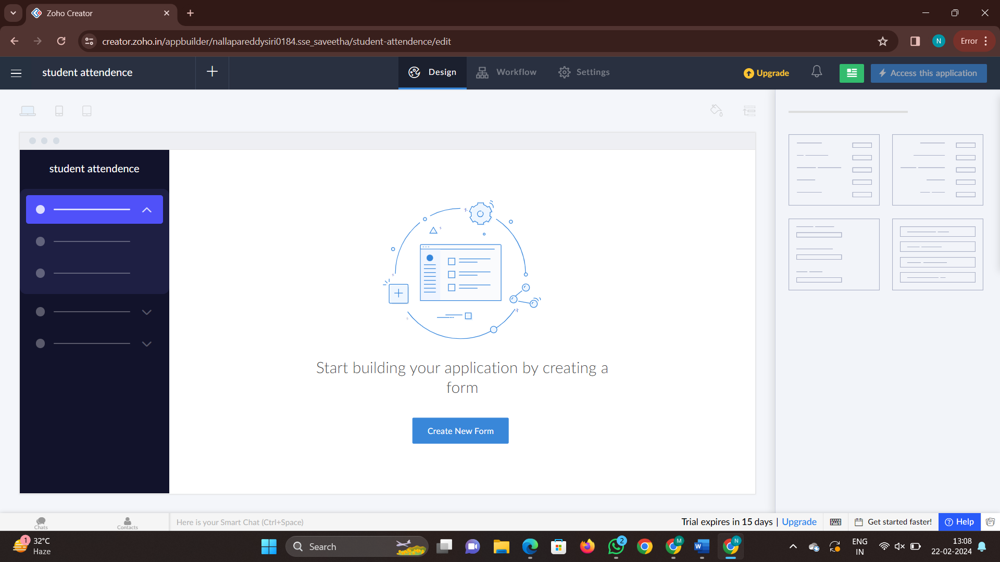 Zoho Creator
creator.zoho.in/appbuilder/nallapareddysiri0184.sse_saveetha/student-attendence/edit
N
Error
student attendence
Design
Workflow
Settings
Upgrade
Access this application
student attendence
Start building your application by creating a
form
Create New Form
Chats
Contacts
Here is your Smart Chat (Ctrl+Space)
Trial expires in 15 days | Upgrade
Get started faster!
Help
1
32°C
Haze
Search
2
M
W
N
ENG
IN
13:08
22-02-2024